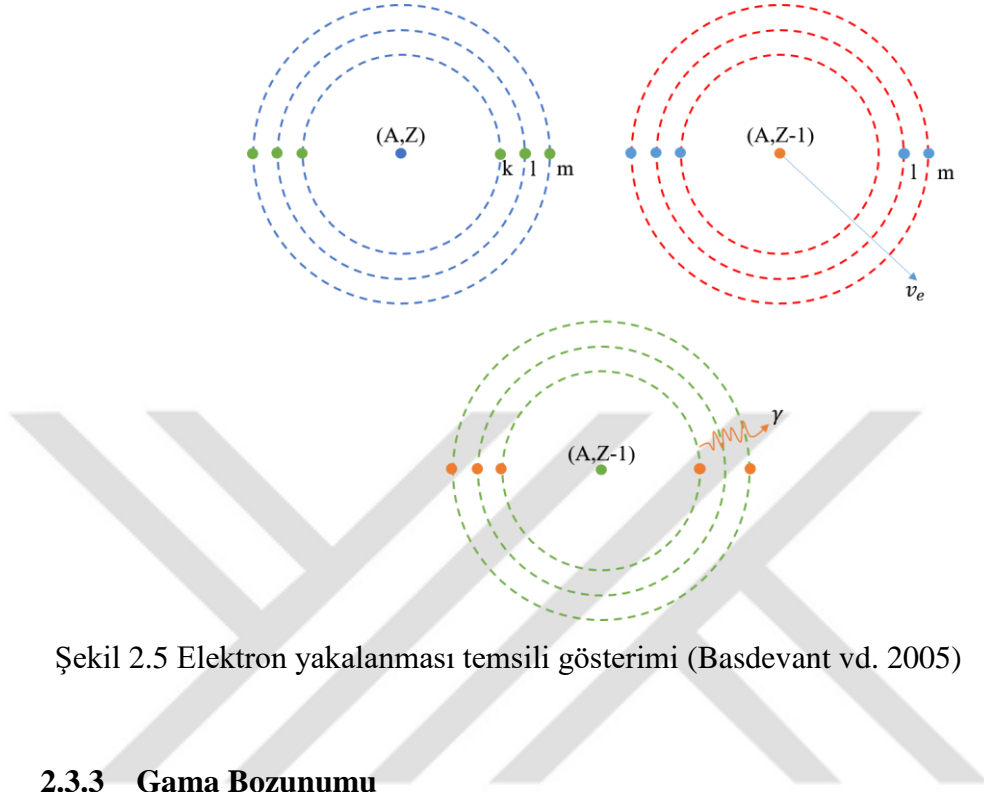 (A,Z)
k l m
(A,Z-1)
l m
νe
(A,Z-1)
γ
Şekil 2.5 Elektron yakalanması temsili gösterimi (Basdevant vd. 2005)
2.3.3 Gama Bozunumu